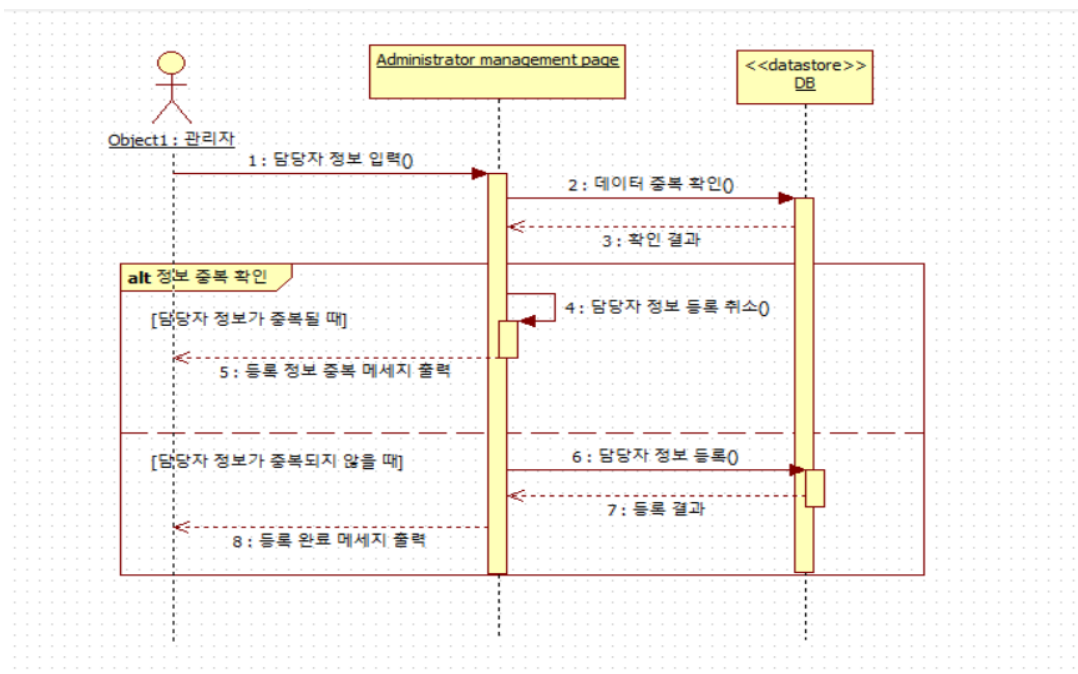 Administrator management page
<<datastore>>
DB
Object1 : 관리자
1 : 담당자 정보 입력()
2 : 데이터 중복 확인()
3 : 확인 결과
alt 정보 중복 확인
4 : 담당자 정보 등록 취소()
[담당자 정보가 중복될 때]
5 : 등록 정보 중복 메세지 출력
[담당자 정보가 중복되지 않을 때]
6 : 담당자 정보 등록()
7 : 등록 결과
8 : 등록 완료 메세지 출력